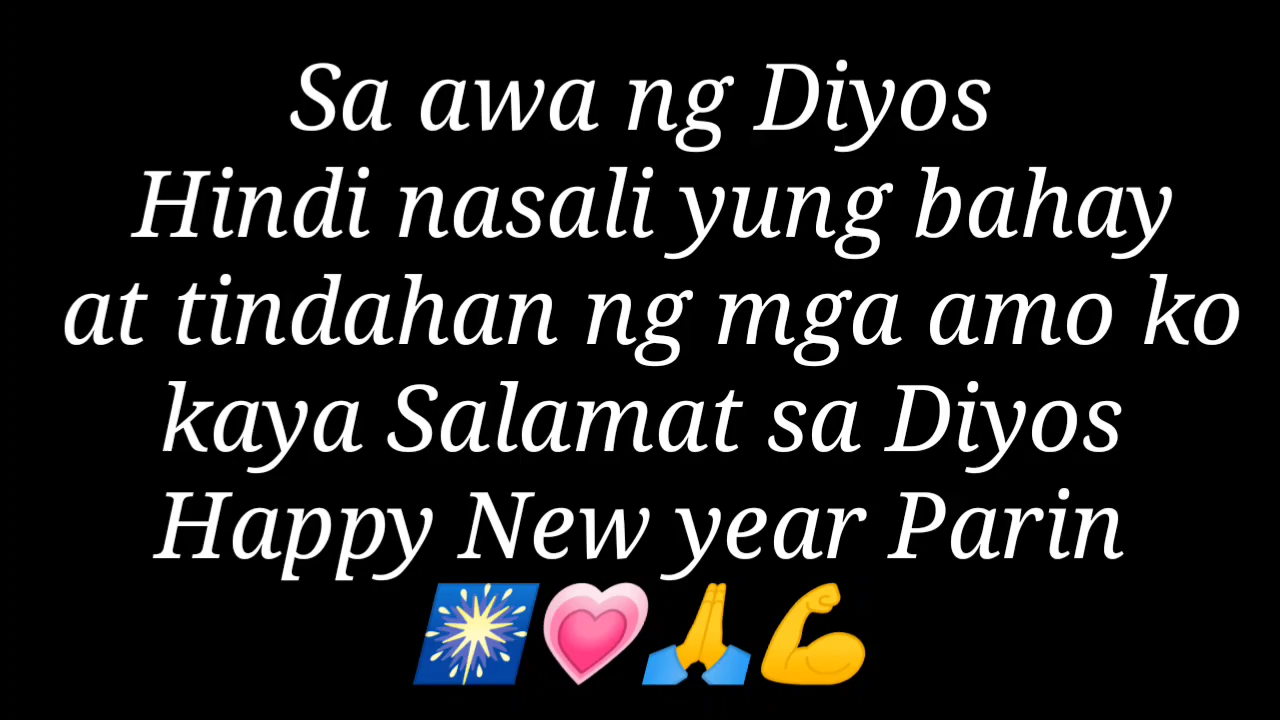 Sa awa ng Diyos
Hindi nasali yung bahay
at tindahan ng mga amo ko
kaya Salamat sa Diyos
Happy New year Parin
🎆💗🙏💪